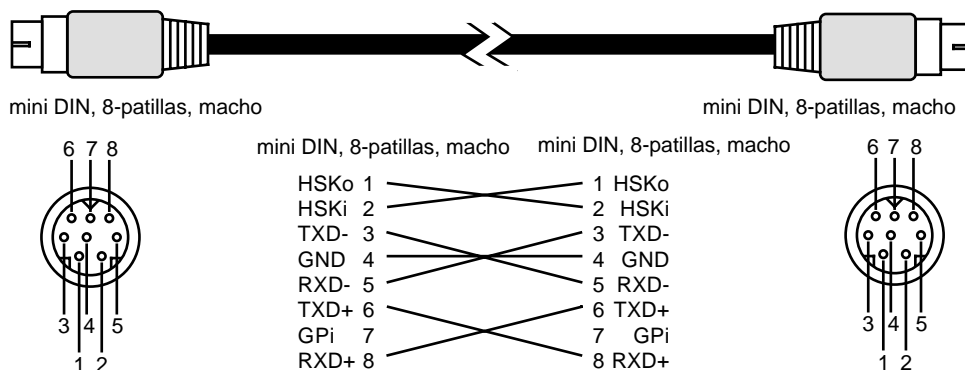 mini DIN, 8-patillas, macho
mini DIN, 8-patillas, macho
6 7 8
3 4 5
1 2
mini DIN, 8-patillas, macho
HSKo 1
HSKi 2
TXD- 3
GND 4
RXD- 5
TXD+ 6
GPi 7
RXD+ 8
mini DIN, 8-patillas, macho
1 HSKo
2 HSKi
3 TXD-
4 GND
5 RXD-
6 TXD+
7 GPi
8 RXD+
6 7 8
3 4 5
1 2